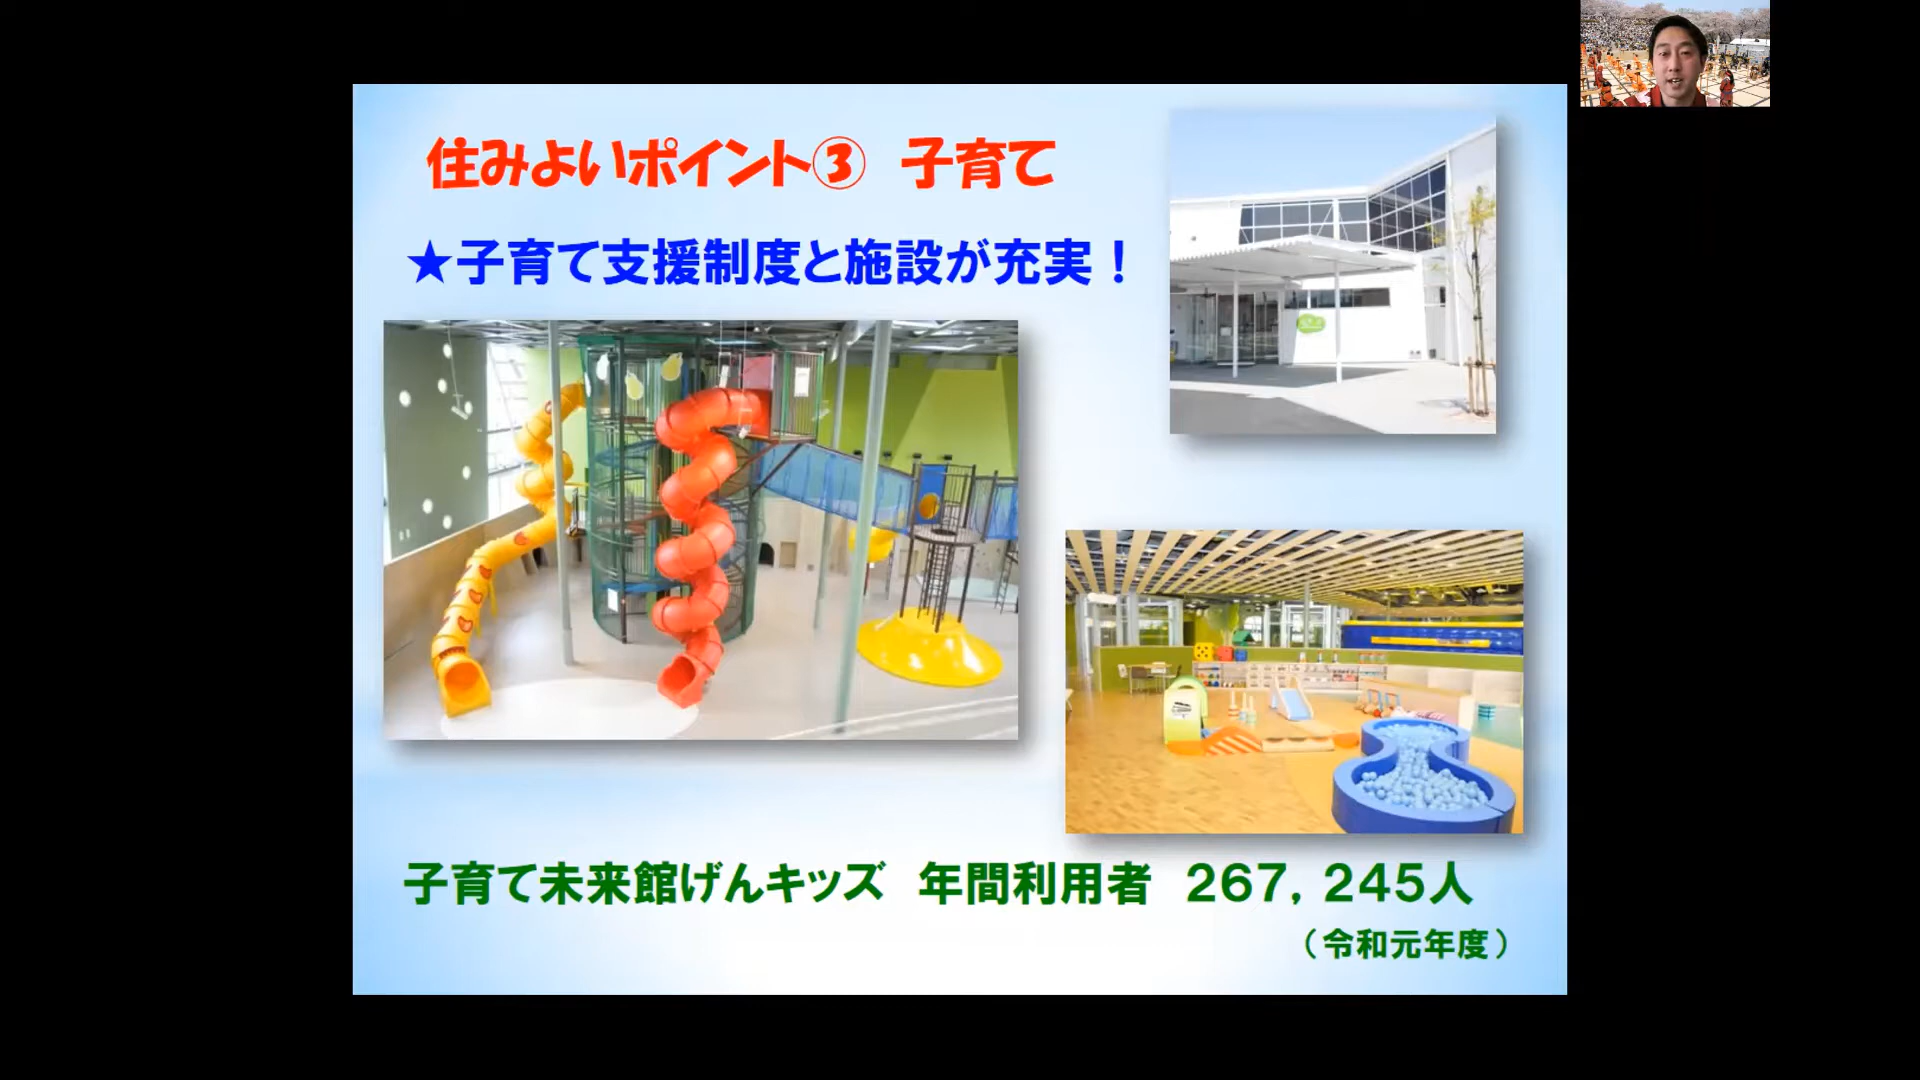 住みよいポイント③　子育て
★子育て支援制度と施設が充実！
子育て未来館げんキッズ　年間利用者　２６７，２４５人
（令和元年度）